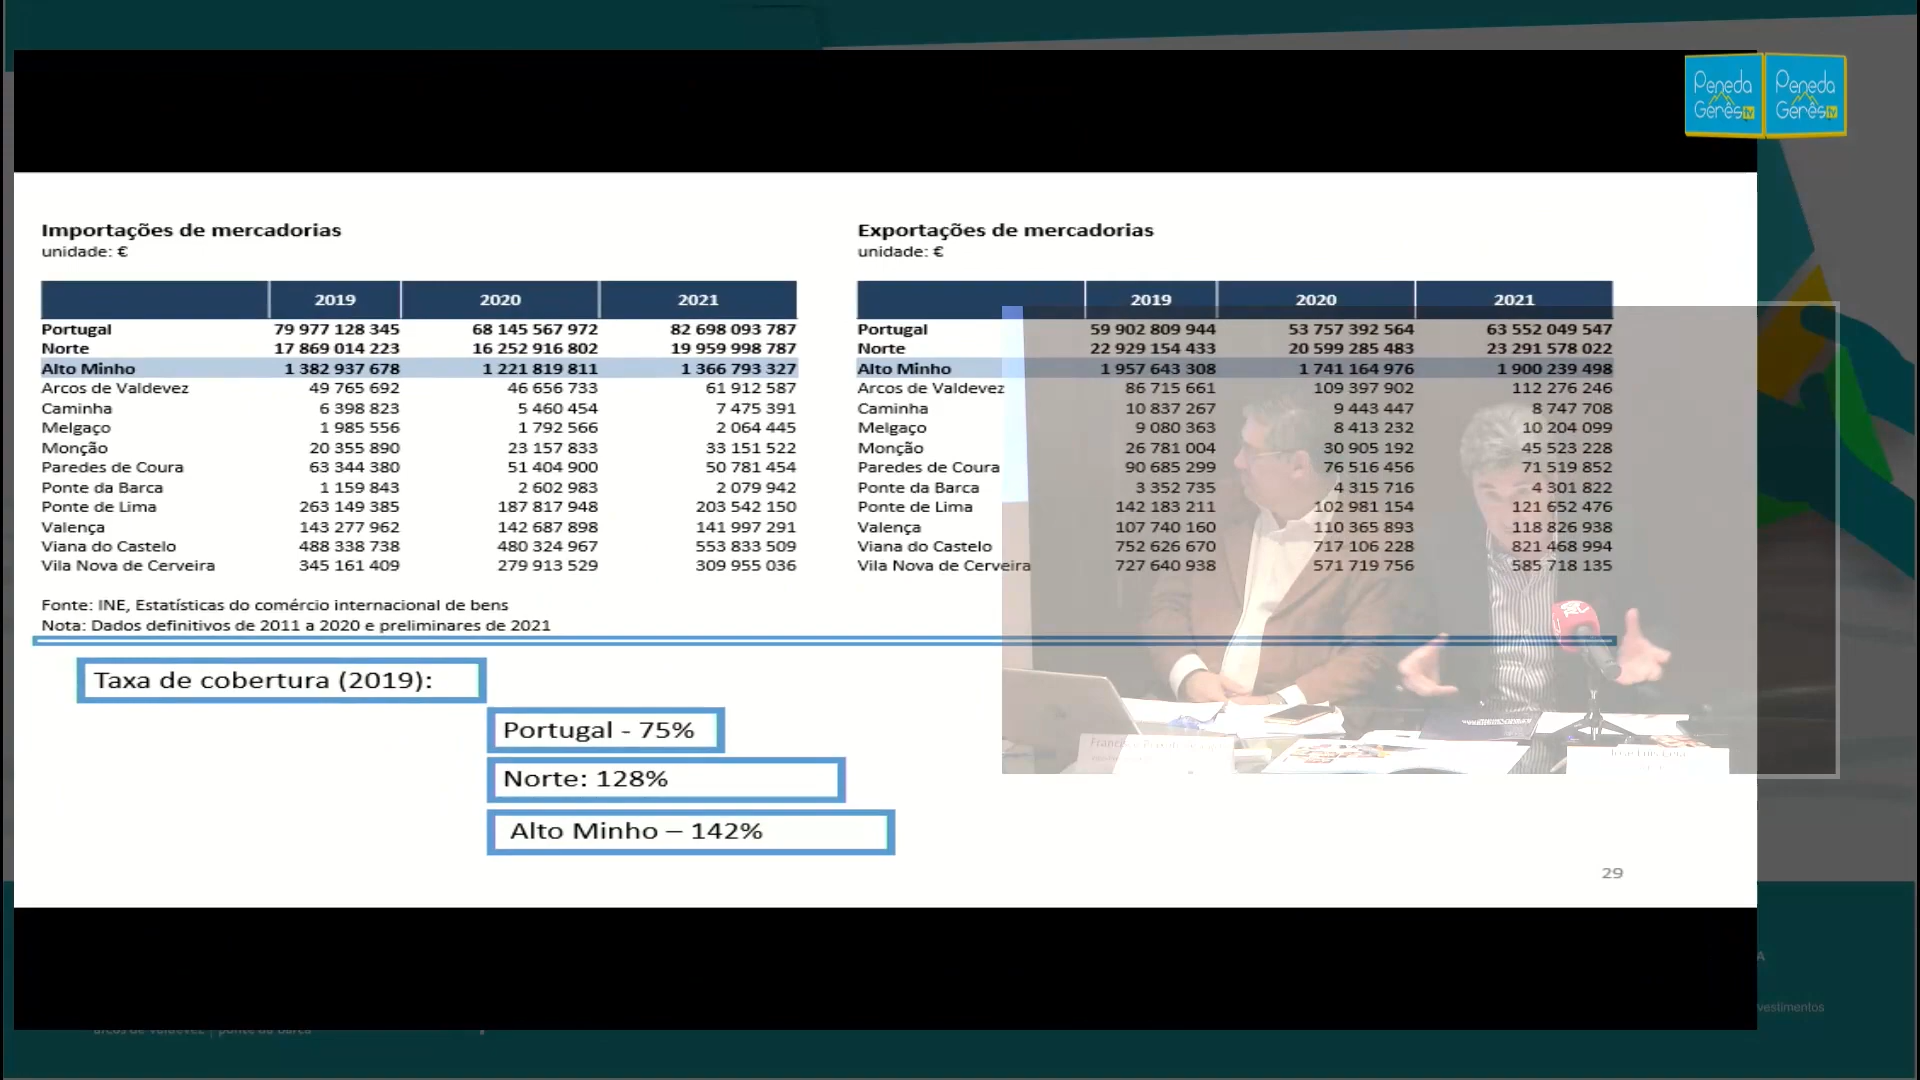 Peneda
Gerês tv
Peneda
Gerês tv
Importações de mercadorias
unidade: €
2019 2020 2021
Portugal 79 977 128 345 68 145 567 972 82 698 093 787
Norte 17 869 014 223 16 252 916 802 19 959 998 787
Alto Minho 1 382 937 678 1 221 819 811 1 366 793 327
Arcos de Valdevez 49 765 692 46 656 733 61 912 587
Caminha 6 398 823 5 460 454 7 475 391
Melgaço 1 985 556 1 792 566 2 064 445
Monção 20 355 890 23 157 833 33 151 522
Paredes de Coura 63 344 380 51 404 900 50 781 454
Ponte da Barca 1 159 843 2 602 983 2 079 942
Ponte de Lima 263 149 385 187 817 948 203 542 150
Valença 143 277 962 142 687 898 141 997 291
Viana do Castelo 488 338 738 480 324 967 553 833 509
Vila Nova de Cerveira 345 161 409 279 913 529 309 955 036
Fonte: INE, Estatísticas do comércio internacional de bens
Nota: Dados definitivos de 2011 a 2020 e preliminares de 2021
Exportações de mercadorias
unidade: €
2019 2020 2021
Portugal 59 902 809 944 53 757 392 564 63 552 049 547
Norte 22 929 154 433 20 599 285 483 23 291 578 022
Alto Minho 1 957 643 308 1 741 164 976 1 900 239 498
Arcos de Valdevez 86 715 661 109 397 902 112 276 246
Caminha 10 837 267 9 443 447 8 747 708
Melgaço 9 080 363 8 413 232 10 204 099
Monção 26 781 004 30 905 192 45 523 228
Paredes de Coura 90 685 299 76 516 456 71 519 852
Ponte da Barca 3 352 735 4 315 716 4 301 822
Ponte de Lima 142 183 211 102 981 154 121 652 476
Valença 107 740 160 110 365 893 118 826 938
Viana do Castelo 752 626 670 717 106 228 821 468 994
Vila Nova de Cerveira 727 640 938 571 719 756 585 718 135
Taxa de cobertura (2019):
Portugal - 75%
Norte: 128%
Alto Minho – 142%
29
vestimentos